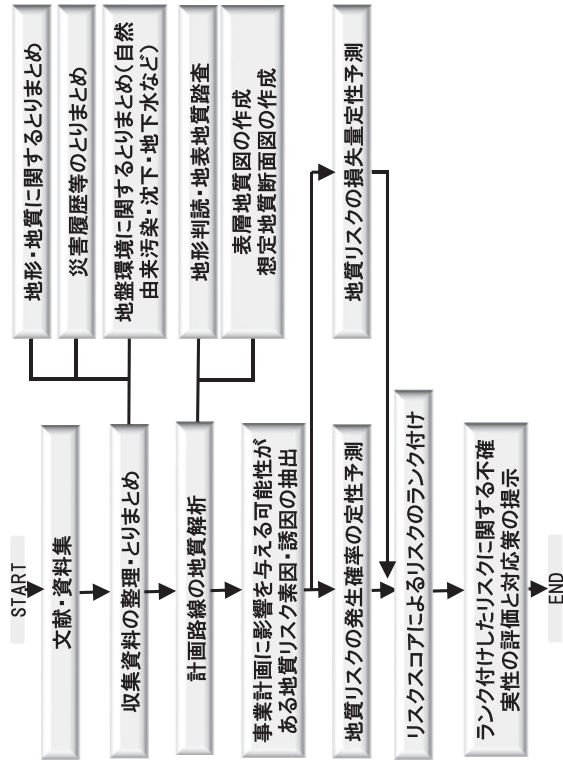 START
文献・資料集
収集資料の整理・とりまとめ
地形・地質に関するとりまとめ
災害履歴等のとりまとめ
地盤環境に関するとりまとめ(自然
由来汚染・沈下・地下水など)
計画路線の地質解析
地形判読・地表地質踏査
表層地質図の作成
想定地質断面図の作成
事業計画に影響を与える可能性が
ある地質リスク素因・誘因の抽出
地質リスクの発生確率の定性予測
地質リスクの損失量定性予測
リスクスコアによるリスクのランク付け
ランク付けしたリスクに関する不確
実性の評価と対応策の提示
END